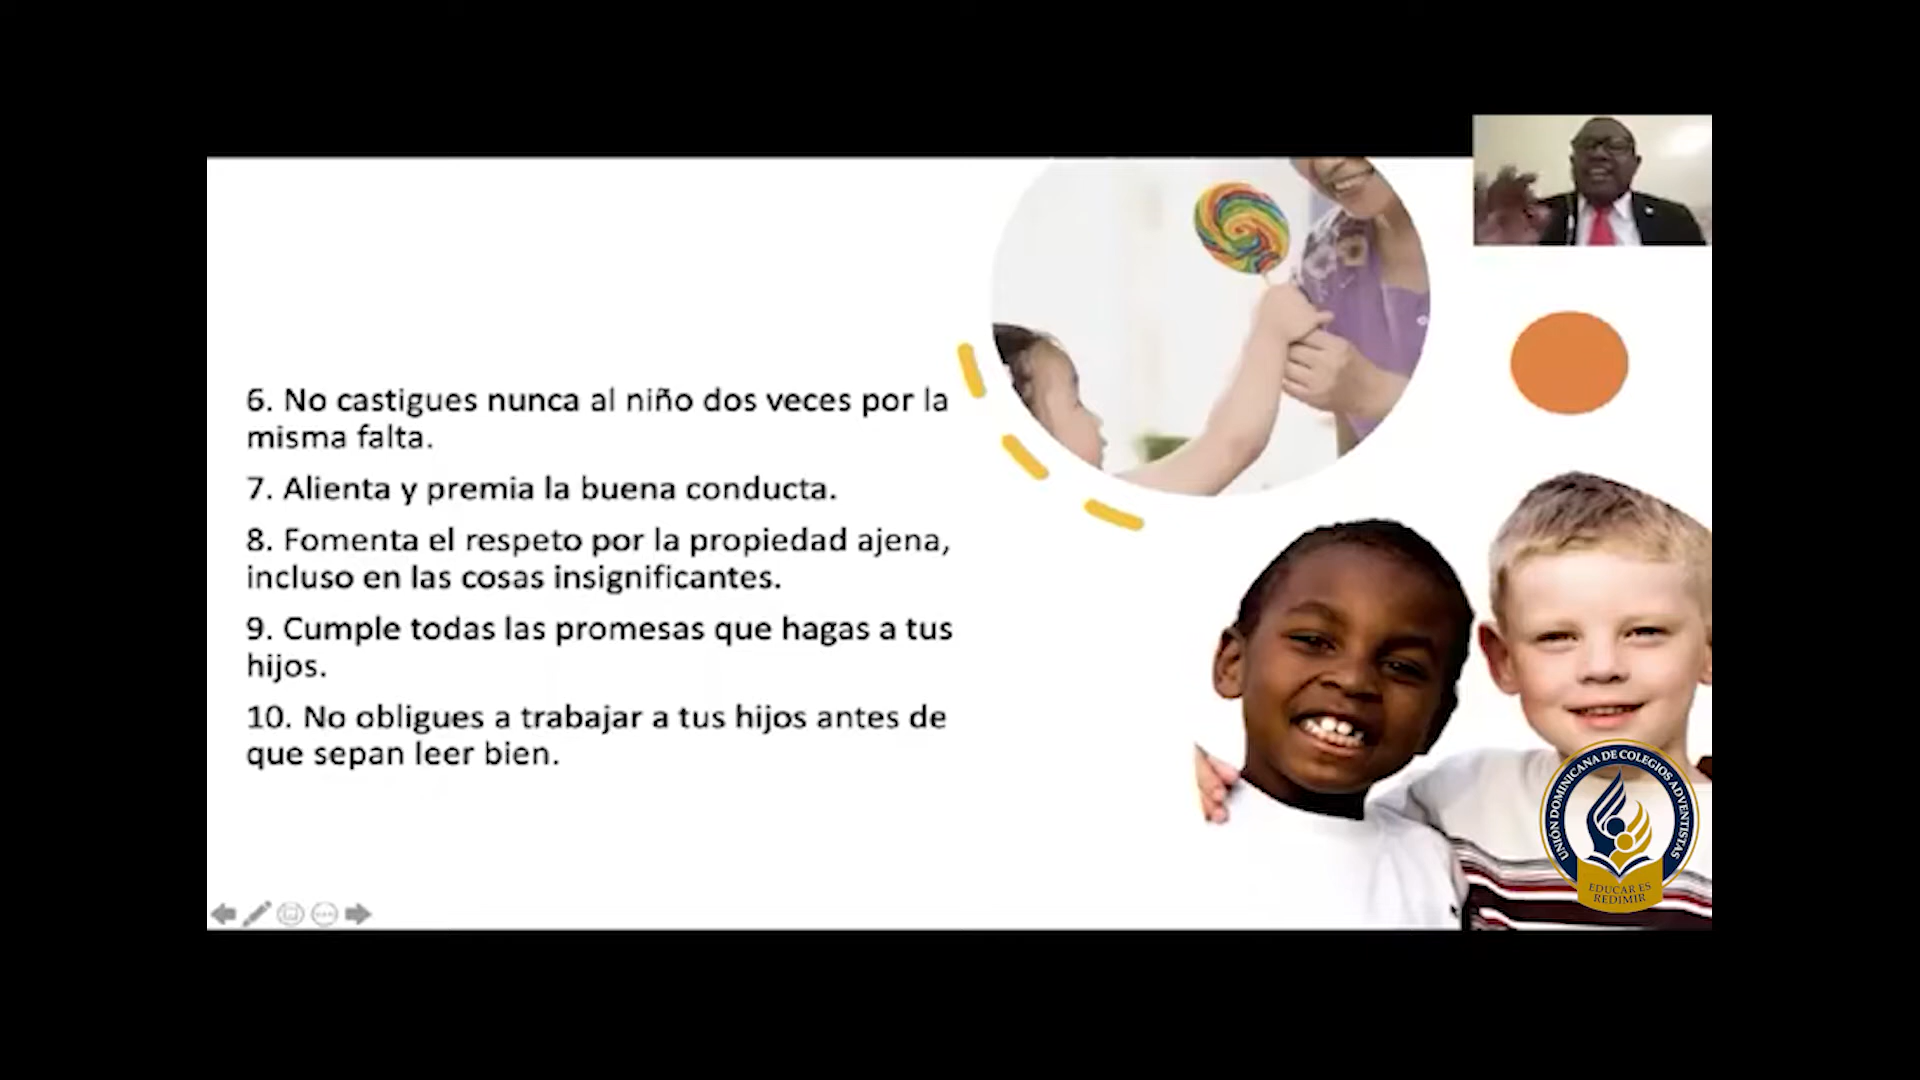 6. No castigues nunca al niño dos veces por la
misma falta.
7. Alienta y premia la buena conducta.
8. Fomenta el respeto por la propiedad ajena,
incluso en las cosas insignificantes.
9. Cumple todas las promesas que hagas a tus
hijos.
10. No obligues a trabajar a tus hijos antes de
que sepan leer bien.
UNIÓN DOMINICANA DE COLEGIOS ADVENTISTAS
EDUCAR ES
REDIMIR